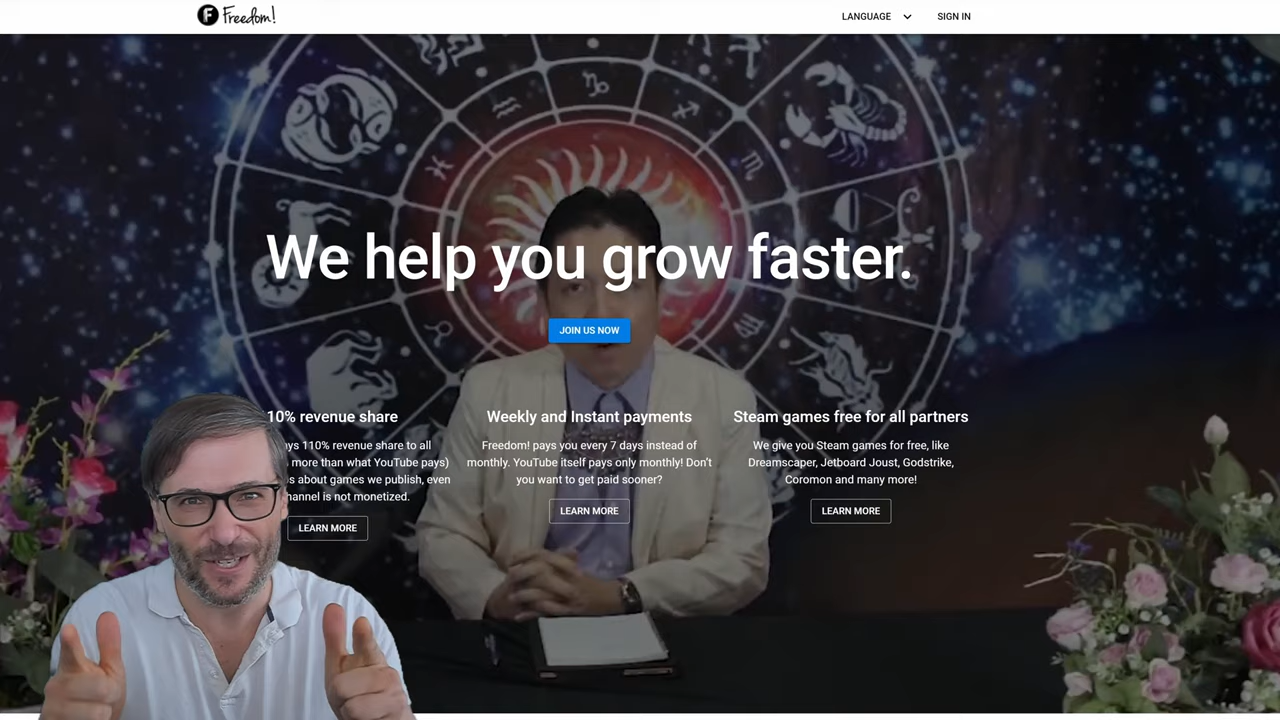 Freedom!
LANGUAGE
SIGN IN
We help you grow faster.
JOIN US NOW
10% revenue share
110% revenue share to all
more than what YouTube pays)
about games we publish, even
channel is not monetized.
LEARN MORE
Weekly and Instant payments
Freedom! pays you every 7 days instead of
monthly. YouTube itself pays only monthly! Don't
you want to get paid sooner?
LEARN MORE
Steam games free for all partners
We give you Steam games for free, like
Dreamscaper, Jetboard Joust, Godstrike,
Coromon and many more!
LEARN MORE